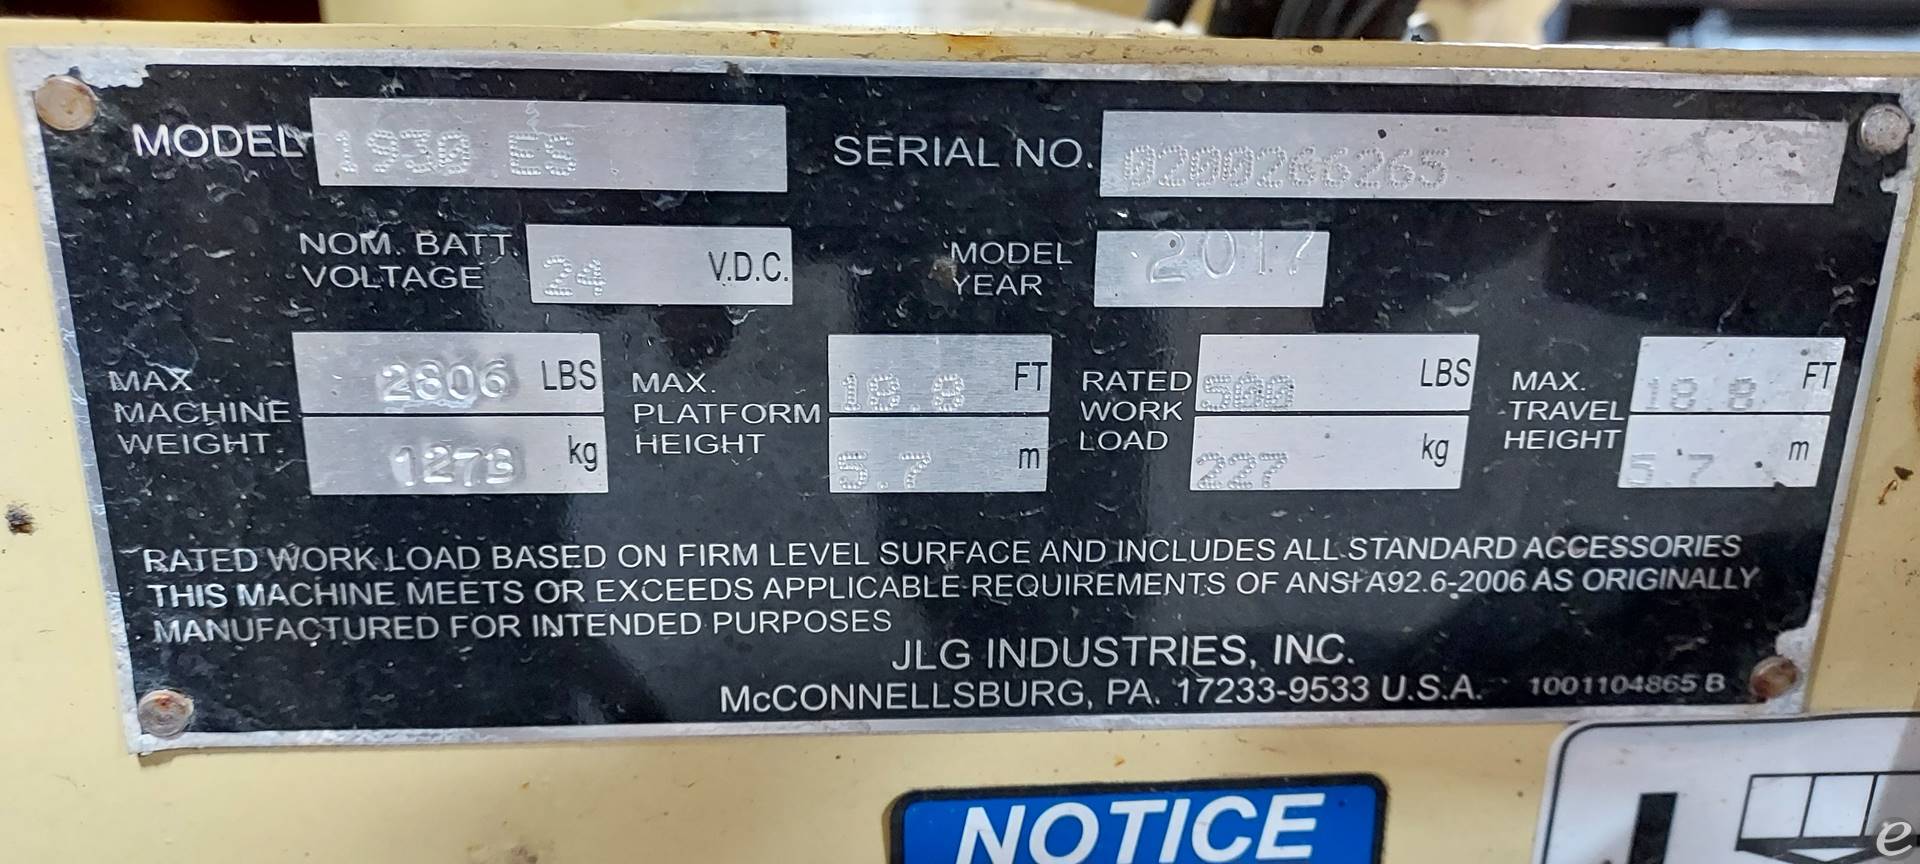 MODEL 1930 ES SERIAL NO. 0200266265
NOM. BATT. VOLTAGE 24 V.D.C. MODEL YEAR 2017
MAX MACHINE WEIGHT 2806 LBS 1273 kg
MAX. PLATFORM HEIGHT 18.8 FT 5.7 m
RATED WORK LOAD 500 LBS 227 kg
MAX. TRAVEL HEIGHT 18.8 FT 5.7 m
RATED WORK LOAD BASED ON FIRM LEVEL SURFACE AND INCLUDES ALL STANDARD ACCESSORIES
THIS MACHINE MEETS OR EXCEEDS APPLICABLE REQUIREMENTS OF ANSI A92.6-2006 AS ORIGINALLY
MANUFACTURED FOR INTENDED PURPOSES
JLG INDUSTRIES, INC.
McCONNELLSBURG, PA. 17233-9533 U.S.A. 1001104865 B
NOTICE
e